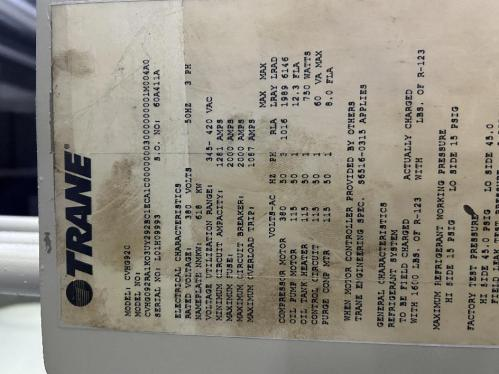 TRANE®
MODEL: CVHG920
MODEL NO:
SERIAL NO: L01H09993 S.O. NO: 60A411A
ELECTRICAL CHARACTERISTICS
RATED VOLTAGE: 380 VOLTS 50HZ 3 PH
NAMEPLATE NMKW: 618 KW
VOLTAGE UTILIZATION RANGE: 345- 420 VAC
MINIMUM CIRCUIT AMPACITY: 1281 AMPS
MAXIMUM FUSE: 2000 AMPS
MAXIMUM CIRCUIT BREAKER: 2000 AMPS
MAXIMUM OVERLOAD TRIP: 1067 AMPS
MAX MAX
VOLTS-AC HZ PH RLA LRAY LRAD
COMPRESSOR MOTOR 380 50 3 1016 1989 6146
OIL PUMP MOTOR 115 50 1 12.3 FLA
OIL TANK HEATER 115 50 1 750 WATTS
CONTROL CIRCUIT 115 50 1 60 VA MAX
PURGE COMP MTR 115 50 1 8.0 FLA
WHEN MOTOR CONTROLLER PROVIDED BY OTHERS
TRANE ENGINEERING SPEC. S6516-0315 APPLIES
GENERAL CHARACTERISTICS
REFRIGERANT SYSTEM
TO BE FIELD CHARGED ACTUALLY CHARGED
WITH 1600 LBS. OF R-123 WITH LBS. OF R-123
MAXIMUM REFRIGERANT WORKING PRESSURE
HI SIDE 15 PSIG LO SIDE 15 PSIG
FACTORY TEST PRESSURE
HI SIDE 45.0 LO SIDE 45.0
FIELD LEAK TEST